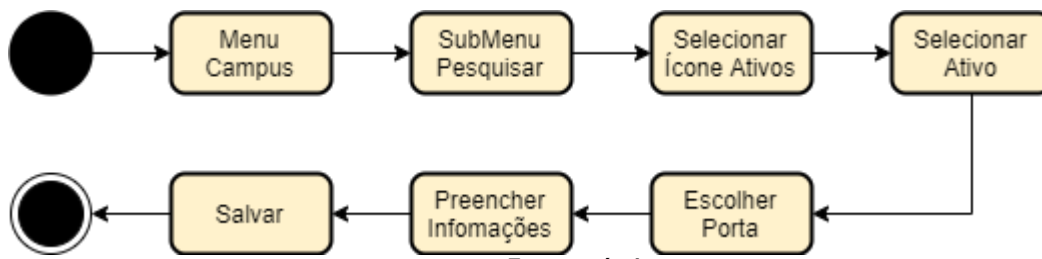 Menu
Campus
SubMenu
Pesquisar
Selecionar
Ícone Ativos
Selecionar
Ativo
Salvar
Preencher
Infomações
Escolher
Porta